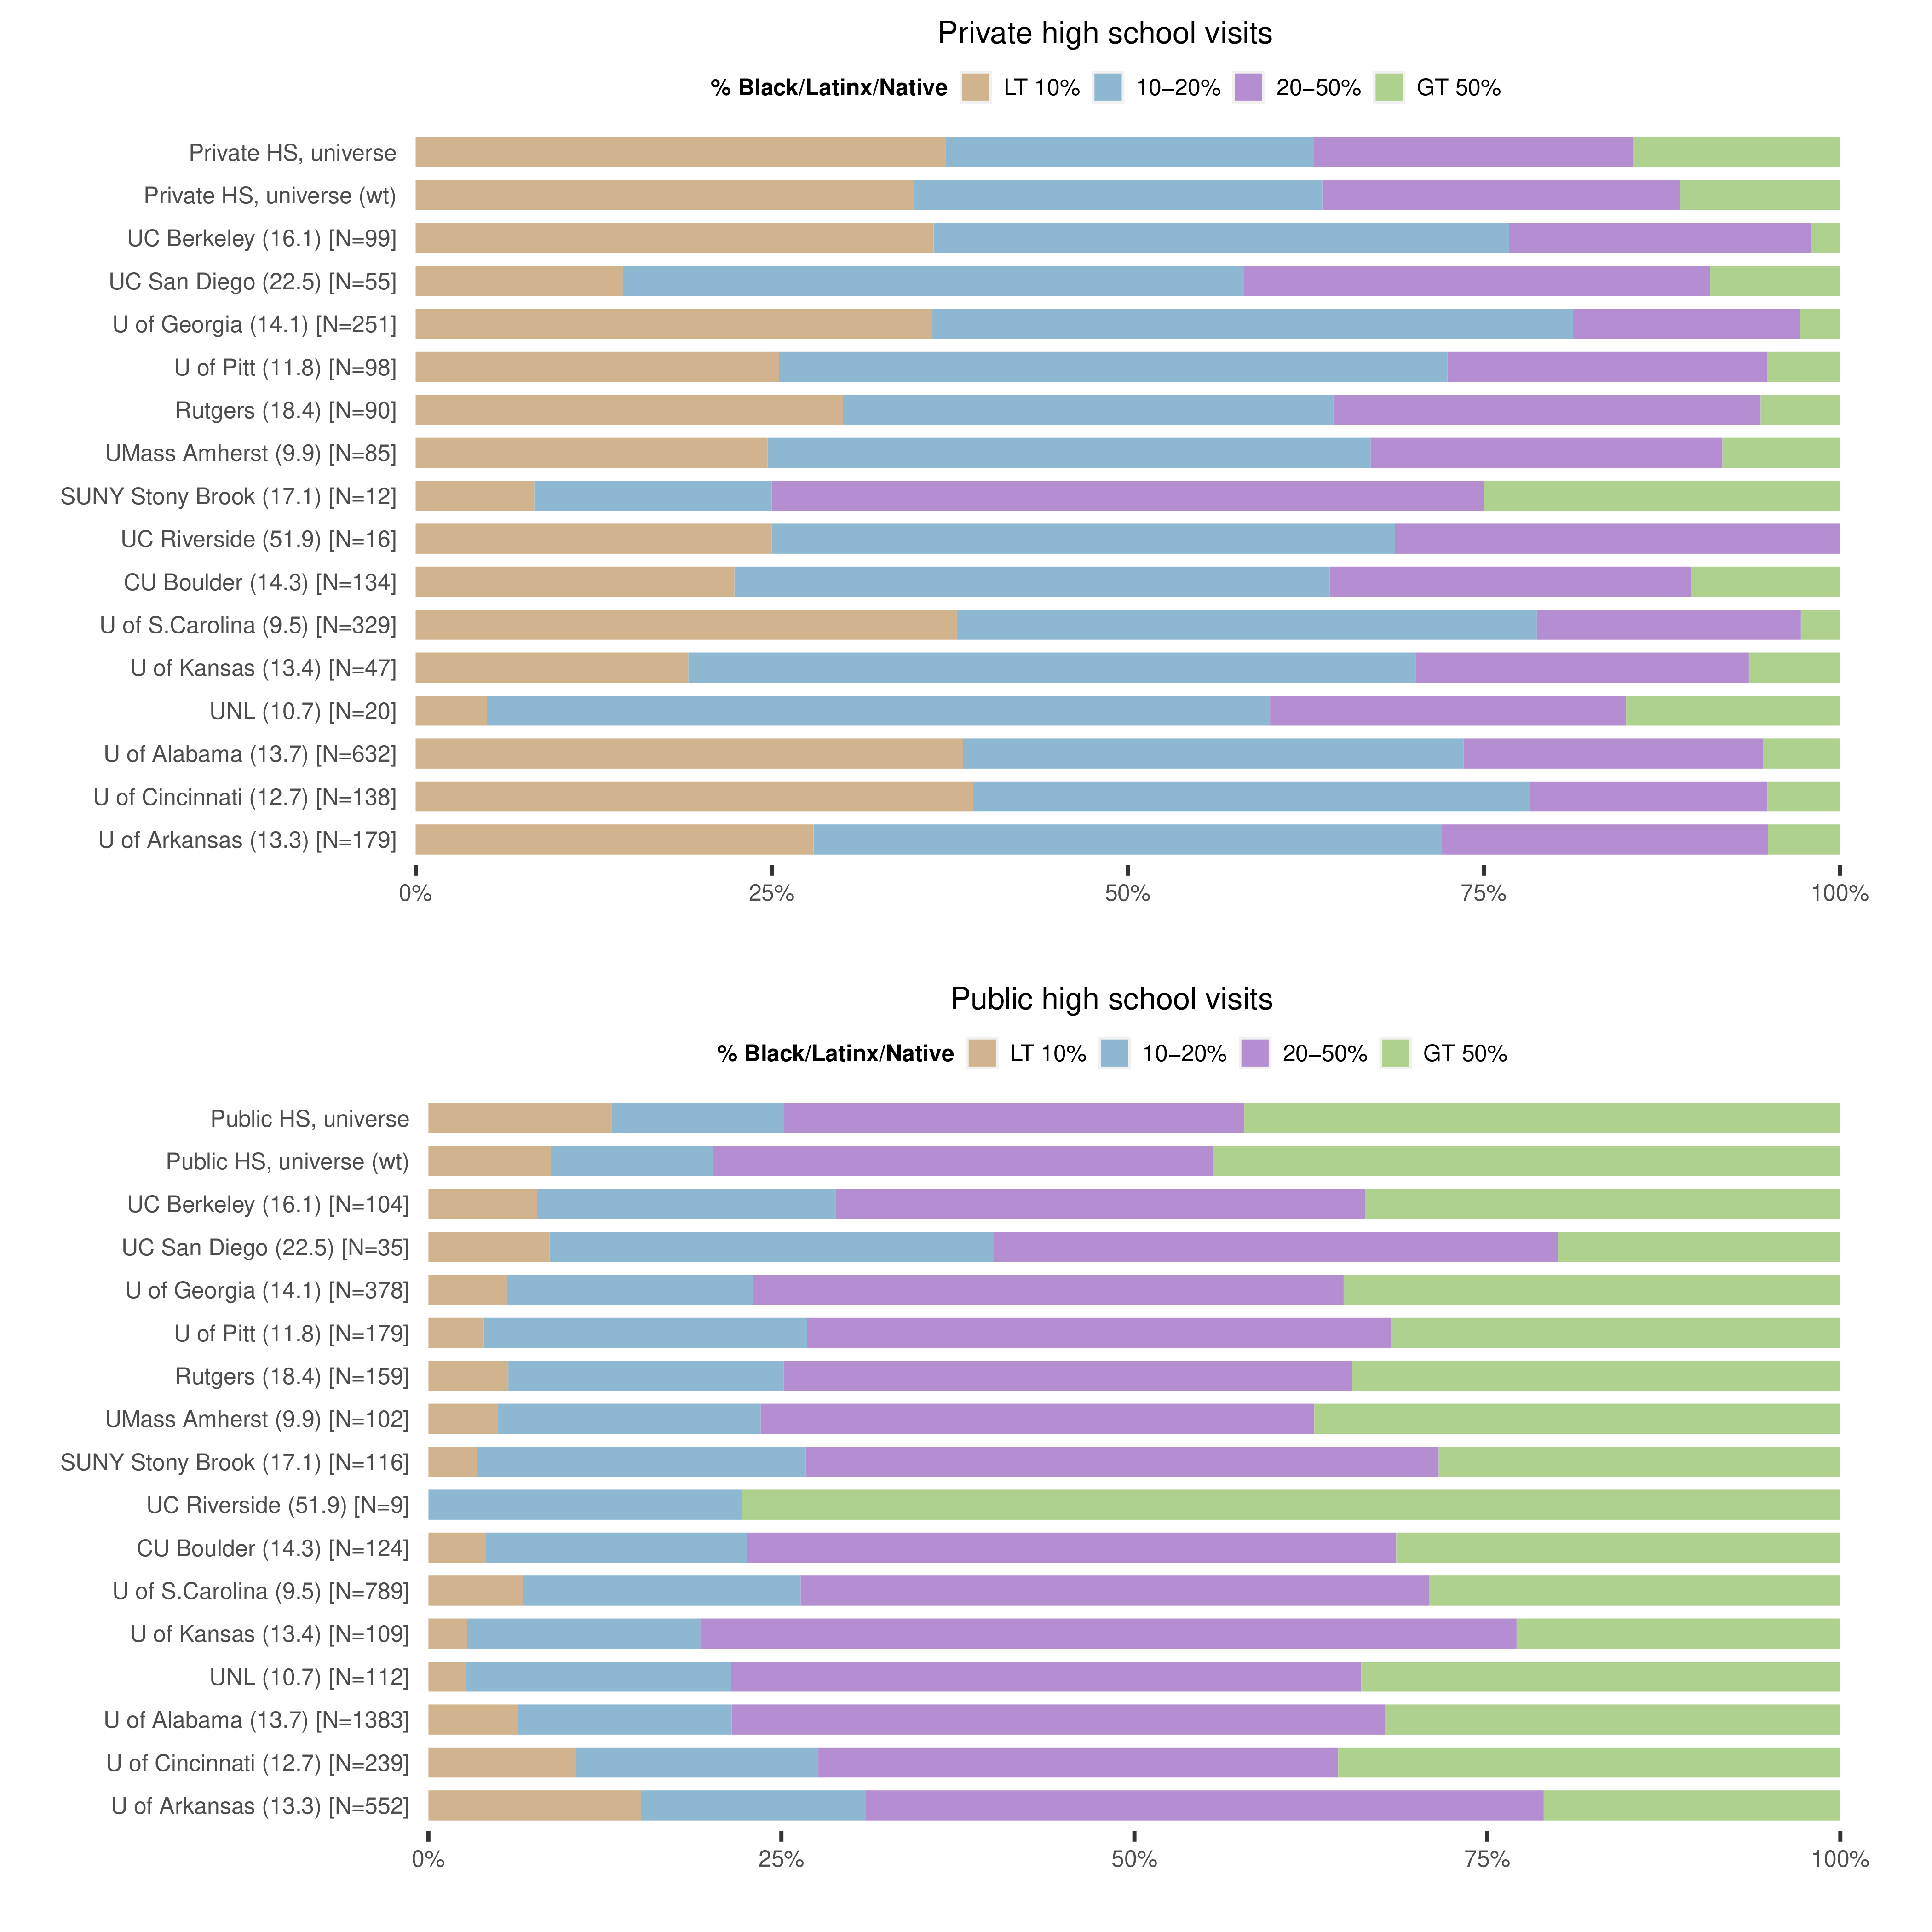 Private high school visits
% Black/Latinx/Native LT 10% 10−20% 20−50% GT 50%
Private HS, universe
Private HS, universe (wt)
UC Berkeley (16.1) [N=99]
UC San Diego (22.5) [N=55]
U of Georgia (14.1) [N=251]
U of Pitt (11.8) [N=98]
Rutgers (18.4) [N=90]
UMass Amherst (9.9) [N=85]
SUNY Stony Brook (17.1) [N=12]
UC Riverside (51.9) [N=16]
CU Boulder (14.3) [N=134]
U of S.Carolina (9.5) [N=329]
U of Kansas (13.4) [N=47]
UNL (10.7) [N=20]
U of Alabama (13.7) [N=632]
U of Cincinnati (12.7) [N=138]
U of Arkansas (13.3) [N=179]
0% 25% 50% 75% 100%
Public high school visits
% Black/Latinx/Native LT 10% 10−20% 20−50% GT 50%
Public HS, universe
Public HS, universe (wt)
UC Berkeley (16.1) [N=104]
UC San Diego (22.5) [N=35]
U of Georgia (14.1) [N=378]
U of Pitt (11.8) [N=179]
Rutgers (18.4) [N=159]
UMass Amherst (9.9) [N=102]
SUNY Stony Brook (17.1) [N=116]
UC Riverside (51.9) [N=9]
CU Boulder (14.3) [N=124]
U of S.Carolina (9.5) [N=789]
U of Kansas (13.4) [N=109]
UNL (10.7) [N=112]
U of Alabama (13.7) [N=1383]
U of Cincinnati (12.7) [N=239]
U of Arkansas (13.3) [N=552]
0% 25% 50% 75% 100%